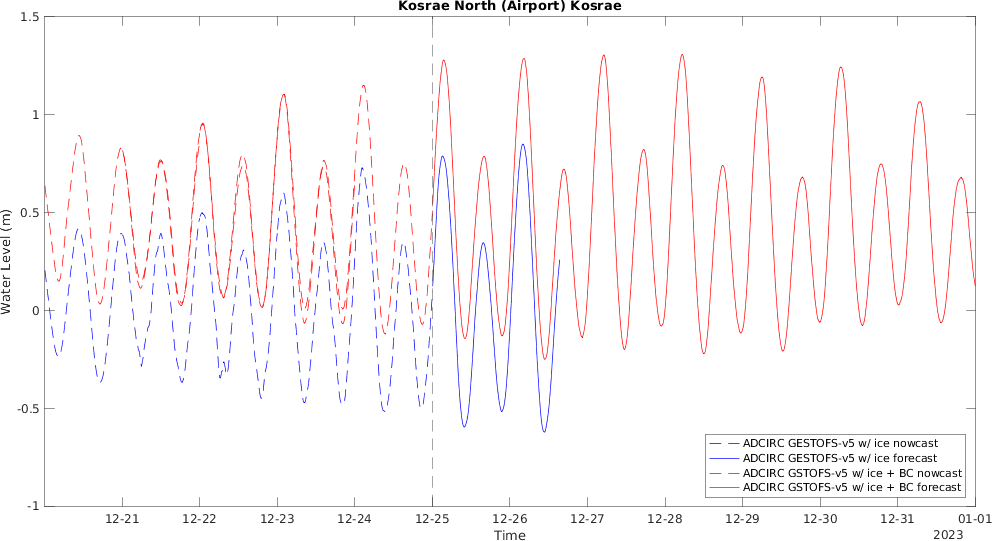 Kosrae North (Airport) Kosrae
1.5
1
0.5
0
-0.5
-1
Water Level (m)
12-21 12-22 12-23 12-24 12-25 12-26 12-27 12-28 12-29 12-30 12-31 01-01
Time
2023
ADCIRC GESTOFS-v5 w/ ice nowcast
ADCIRC GESTOFS-v5 w/ ice forecast
ADCIRC GSTOFS-v5 w/ ice + BC nowcast
ADCIRC GSTOFS-v5 w/ ice + BC forecast